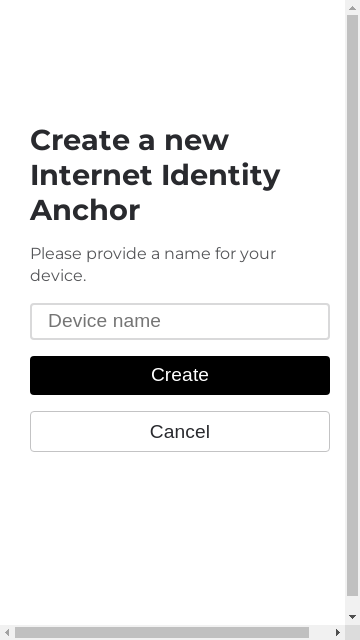 Create a new
Internet Identity
Anchor
Please provide a name for your
device.
Device name
Create
Cancel